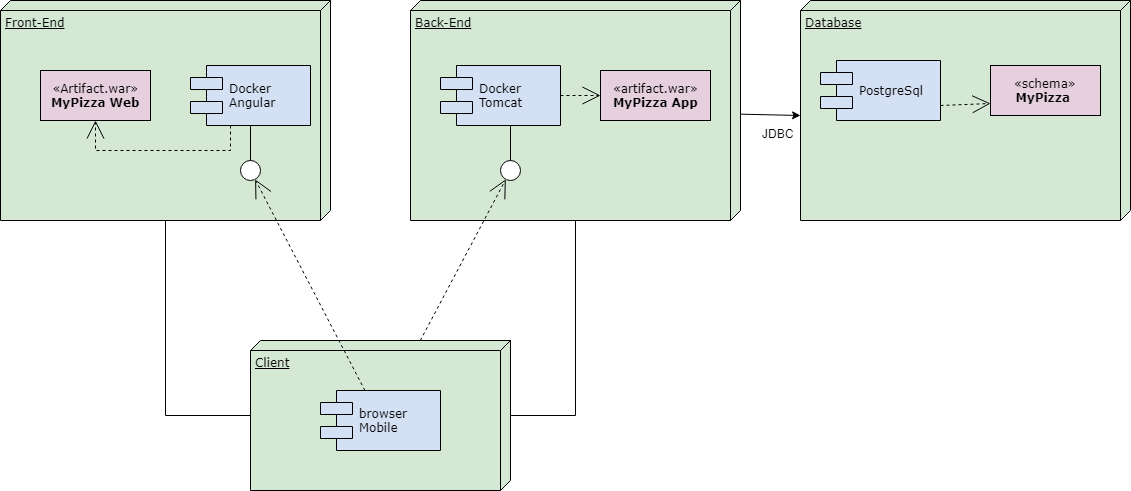 Front-End
«Artifact.war»
MyPizza Web
Docker
Angular
Back-End
Docker
Tomcat
«artifact.war»
MyPizza App
JDBC
Database
PostgreSql
«schema»
MyPizza
Client
browser
Mobile